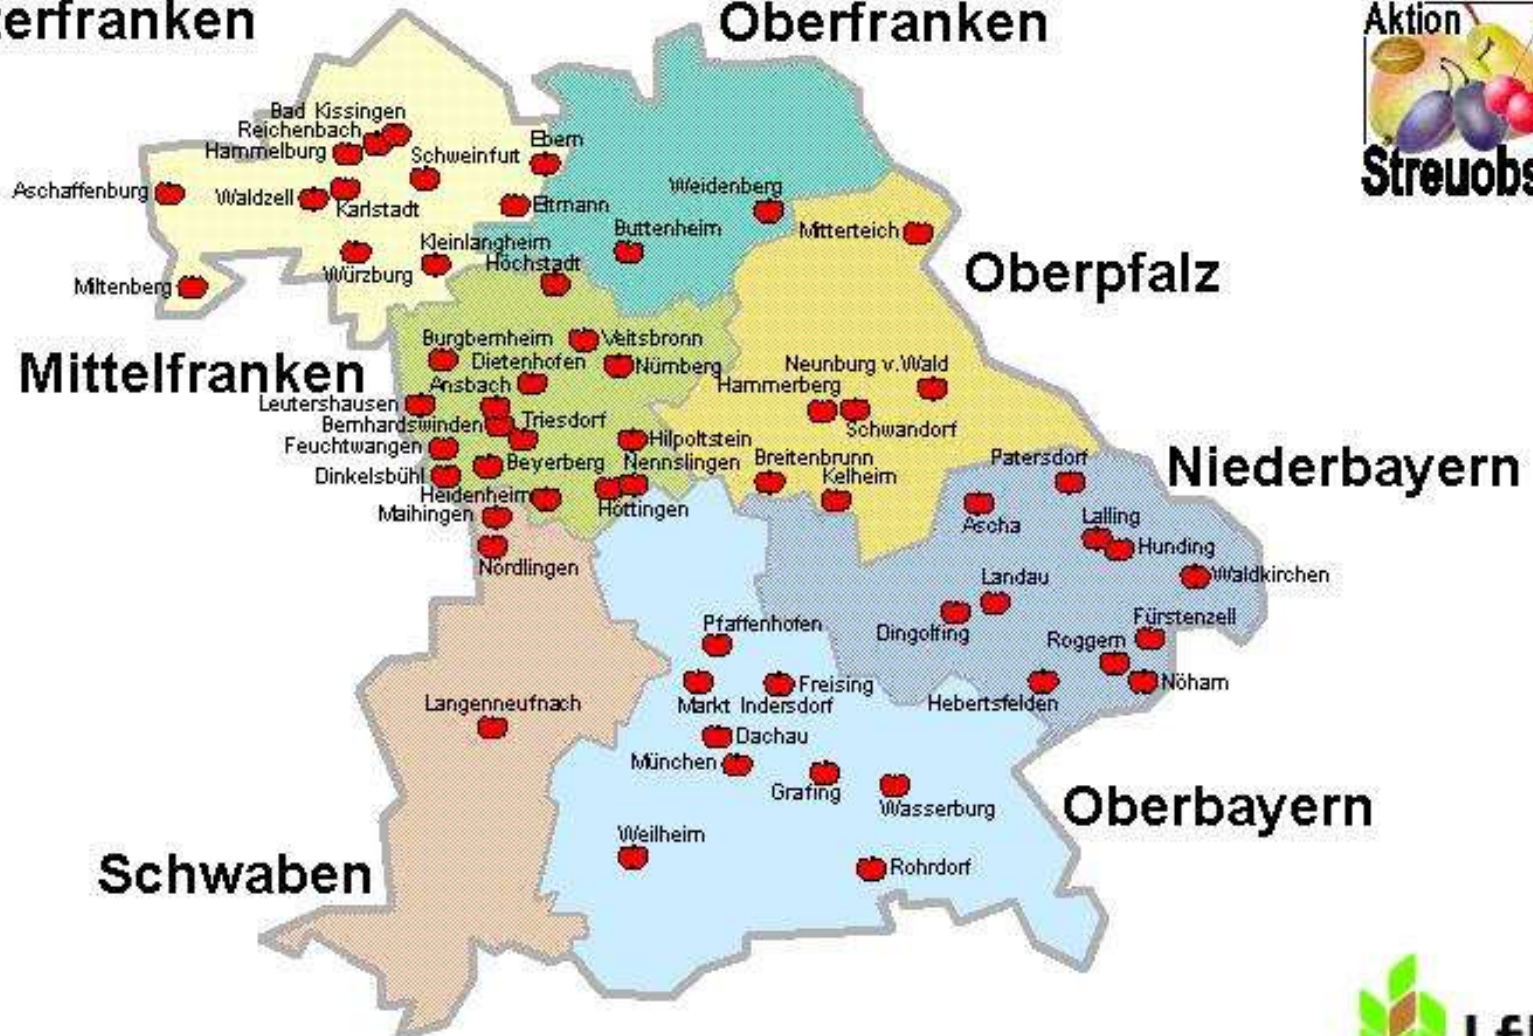 terfranken
Oberfranken
Aktion
Streuobs
Bad Kissingen
Reichenbach
Hammelburg
Schweinfurt
Ebern
Aschaffenburg
Waldzell
Karlstadt
Eltmann
Weidenberg
Buttenheim
Mitterteich
Kleinlangheim
Höchstadt
Würzburg
Miltenberg
Oberpfalz
Mittelfranken
Burgbernheim
Veitsbronn
Dietenhofen
Nürnberg
Neunburg v.Wald
Ansbach
Hammerberg
Leutershausen
Bernhardswinden
Triesdorf
Schwandorf
Feuchtwangen
Hilpoltstein
Dinkelsbühl
Beyerberg
Nennslingen
Breitenbrunn
Patersdorf
Niederbayern
Kelheim
Heidenheim
Höttingen
Maihingen
Ascha
Lalling
Hunding
Nördlingen
Landau
Waldkirchen
Pfaffenhofen
Dingolfing
Fürstenzell
Roggern
Freising
Nöham
Langenneufnach
Markt Indersdorf
Hebertsfelden
Dachau
München
Grafing
Wasserburg
Oberbayern
Weilheim
Rohrdorf
Schwaben